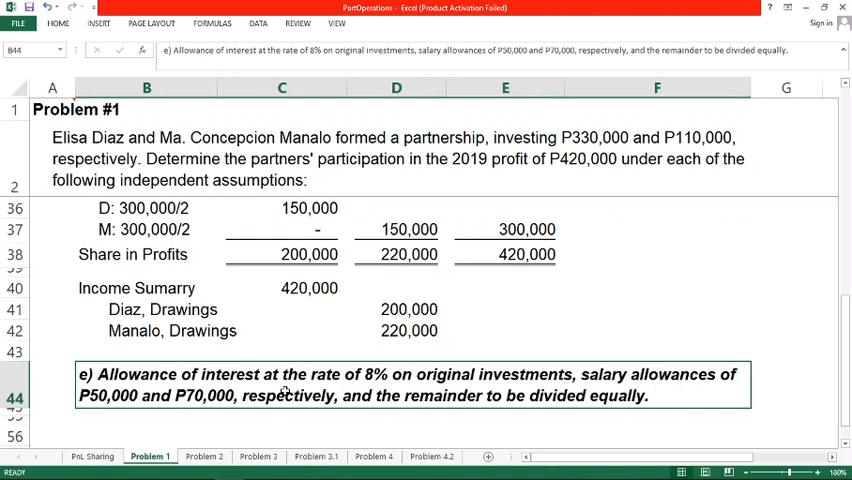 PartOperations - Excel (Product Activation Failed)
FILE HOME INSERT PAGE LAYOUT FORMULAS DATA REVIEW VIEW Sign in
B44 fx e) Allowance of interest at the rate of 8% on original investments, salary allowances of P50,000 and P70,000, respectively, and the remainder to be divided equally.
A B C D E F G
1 Problem #1
Elisa Diaz and Ma. Concepcion Manalo formed a partnership, investing P330,000 and P110,000,
respectively. Determine the partners' participation in the 2019 profit of P420,000 under each of the
2 following independent assumptions:
36 D: 300,000/2 150,000
37 M: 300,000/2 - 150,000 300,000
38 Share in Profits 200,000 220,000 420,000
39
40 Income Sumarry 420,000
41 Diaz, Drawings 200,000
42 Manalo, Drawings 220,000
43
e) Allowance of interest at the rate of 8% on original investments, salary allowances of
44 P50,000 and P70,000, respectively, and the remainder to be divided equally.
56
PnL Sharing Problem 1 Problem 2 Problem 3 Problem 3.1 Problem 4 Problem 4.2
READY 180%